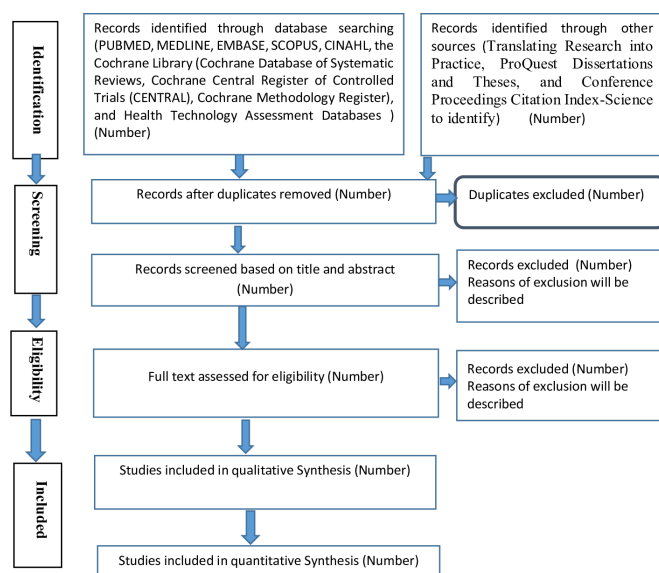 Identification
Records identified through database searching
(PUBMED, MEDLINE, EMBASE, SCOPUS, CINAHL, the
Cochrane Library (Cochrane Database of Systematic
Reviews, Cochrane Central Register of Controlled
Trials (CENTRAL), Cochrane Methodology Register),
and Health Technology Assessment Databases )
(Number)
Records identified through other
sources (Translating Research into
Practice, ProQuest Dissertations
and Theses, and Conference
Proceedings Citation Index-Science
to identify) (Number)
Screening
Records after duplicates removed (Number)
Duplicates excluded (Number)
Records screened based on title and abstract
(Number)
Records excluded (Number)
Reasons of exclusion will be
described
Eligibility
Full text assessed for eligibility (Number)
Records excluded (Number)
Reasons of exclusion will be
described
Included
Studies included in qualitative Synthesis (Number)
Studies included in quantitative Synthesis (Number)